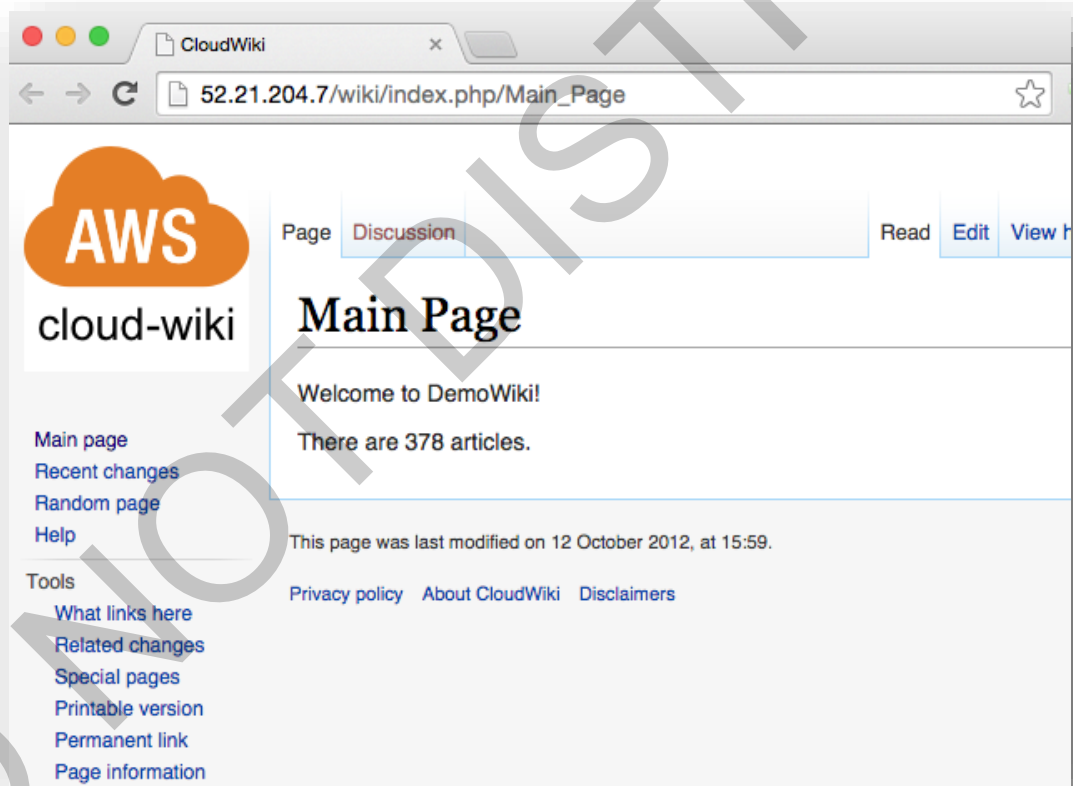 CloudWiki
52.21.204.7/wiki/index.php/Main_Page
AWS
cloud-wiki
Page Discussion Read Edit View
Main Page
Welcome to DemoWiki!
There are 378 articles.
Main page
Recent changes
Random page
Help
This page was last modified on 12 October 2012, at 15:59.
Privacy policy About CloudWiki Disclaimers
Tools
What links here
Related changes
Special pages
Printable version
Permanent link
Page information
NOT DIST